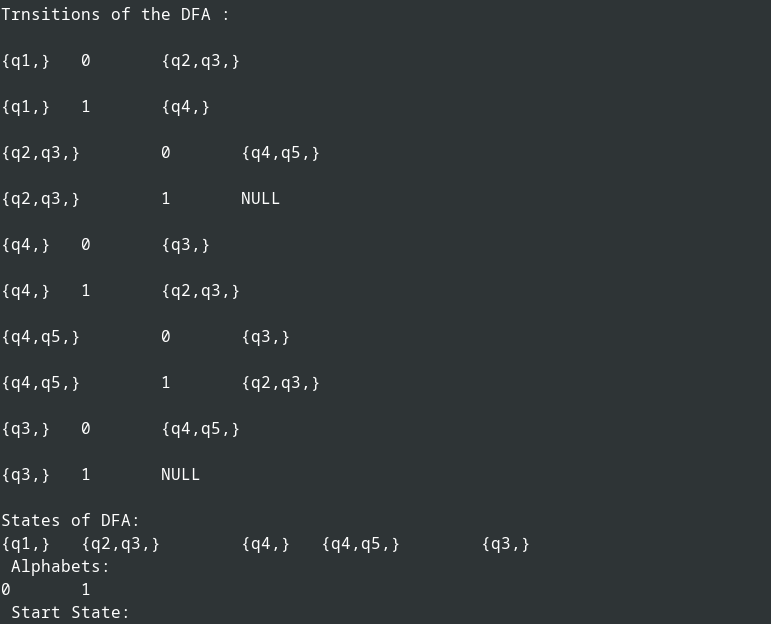 Trnsitions of the DFA :
{q1,} 0 {q2,q3,}
{q1,} 1 {q4,}
{q2,q3,} 0 {q4,q5,}
{q2,q3,} 1 NULL
{q4,} 0 {q3,}
{q4,} 1 {q2,q3,}
{q4,q5,} 0 {q3,}
{q4,q5,} 1 {q2,q3,}
{q3,} 0 {q4,q5,}
{q3,} 1 NULL
States of DFA:
{q1,} {q2,q3,} {q4,} {q4,q5,} {q3,}
Alphabets:
0 1
Start State: